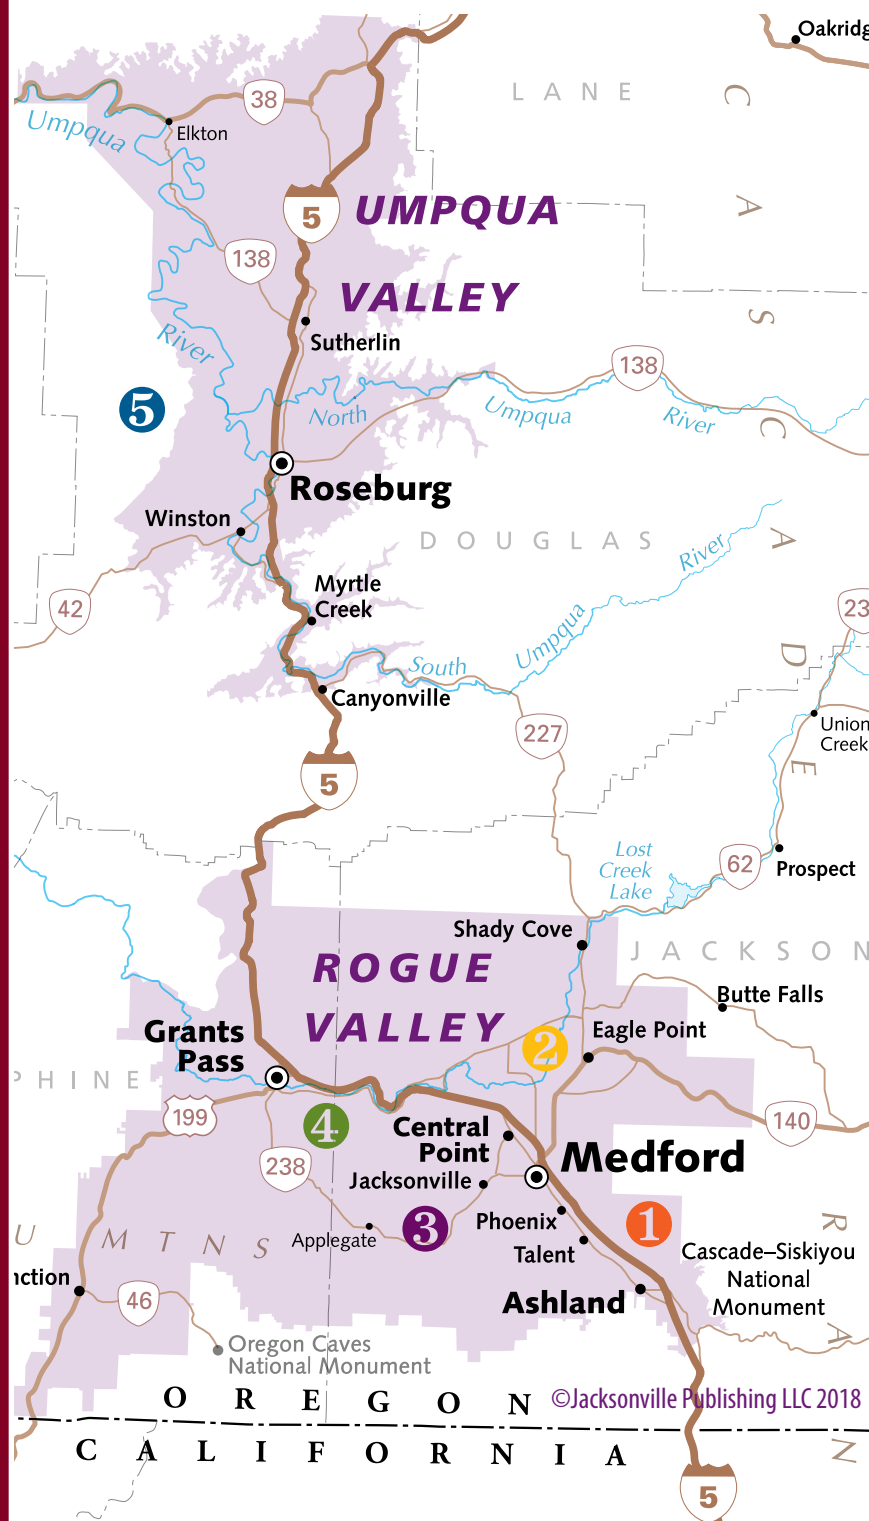 Oakridg
LANE
C
A
S
C
A
D
E
38
Umpqua
Elkton
5
UMPQUA
VALLEY
138
River
Sutherlin
138
5
North
Umpqua
River
Roseburg
Winston
DOUGLAS
River
Myrtle
Creek
42
23
Umpqua
South
Canyonville
227
Union
Creek
5
Lost
Creek
Lake
62
Prospect
Shady Cove
JACKSON
ROGUE
VALLEY
Butte Falls
Grants
Pass
2
Eagle Point
PHINE
199
4
Central
Point
140
Medford
238
Jacksonville
3
Phoenix
1
Applegate
Talent
U MTNS
R
Cascade–Siskiyou
National
Monument
nction
46
Ashland
A
Oregon Caves
National Monument
OREGON
©Jacksonville Publishing LLC 2018
CALIFORNIA
N
5